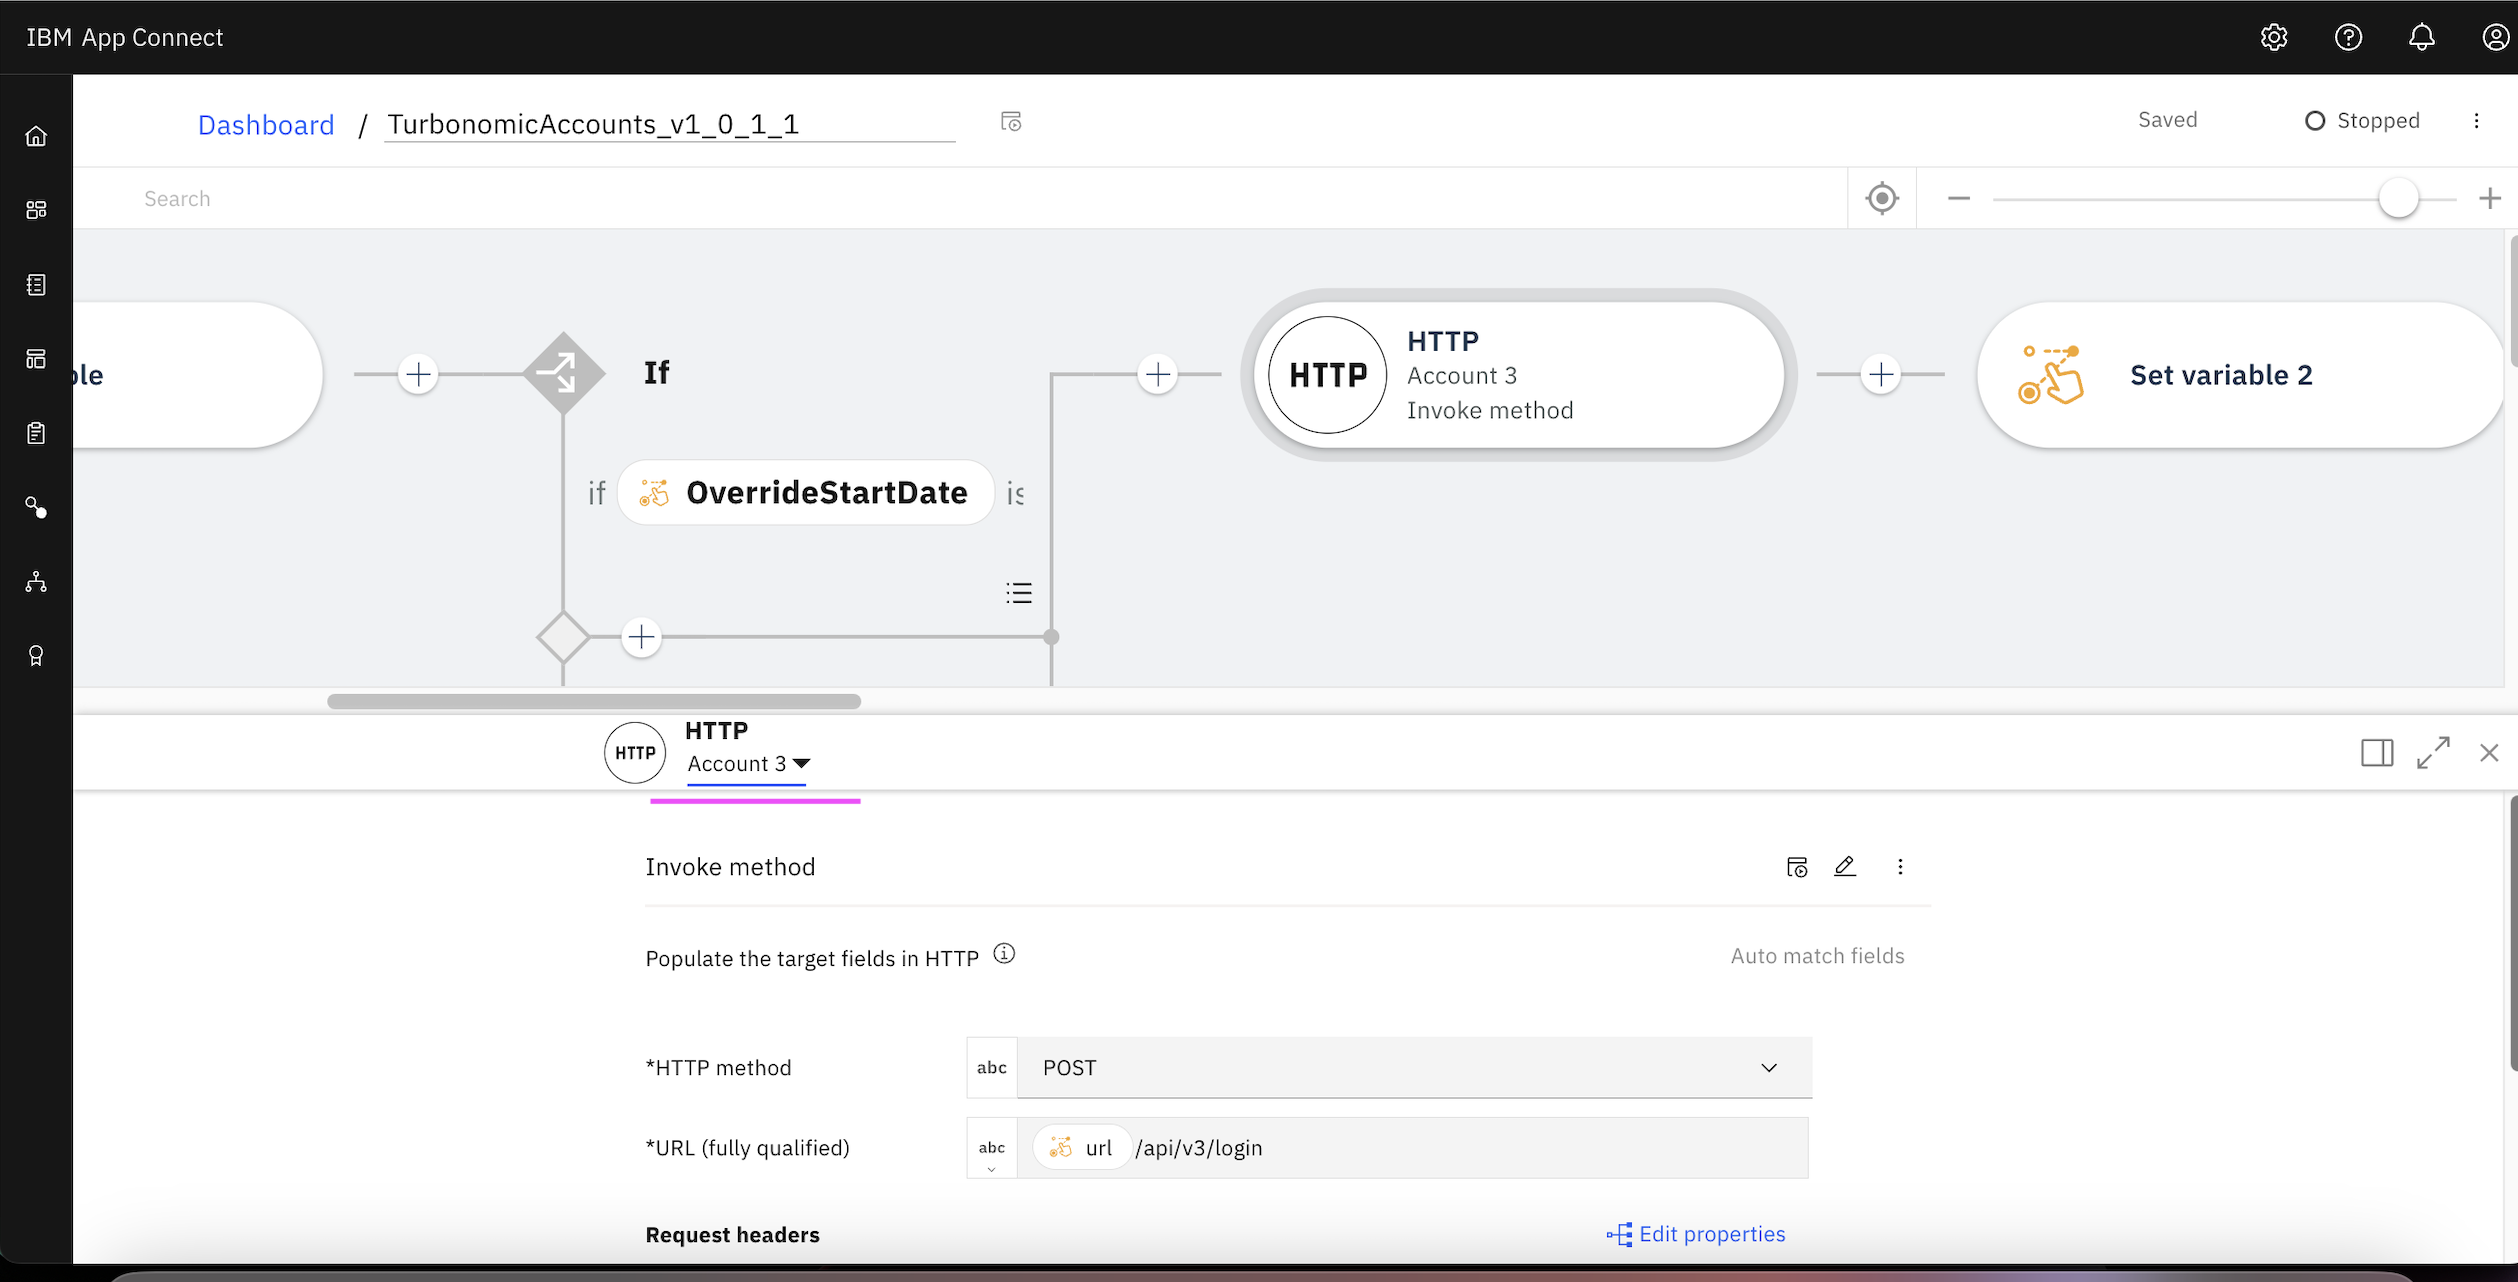 IBM App Connect
Dashboard / TurbonomicAccounts_v1_0_1_1
Saved
Stopped
Search
ble
If
if OverrideStartDate is
HTTP
HTTP
Account 3
Invoke method
Set variable 2
HTTP
HTTP
Account 3
Invoke method
Populate the target fields in HTTP
Auto match fields
*HTTP method
abc
POST
*URL (fully qualified)
abc
url /api/v3/login
Request headers
Edit properties